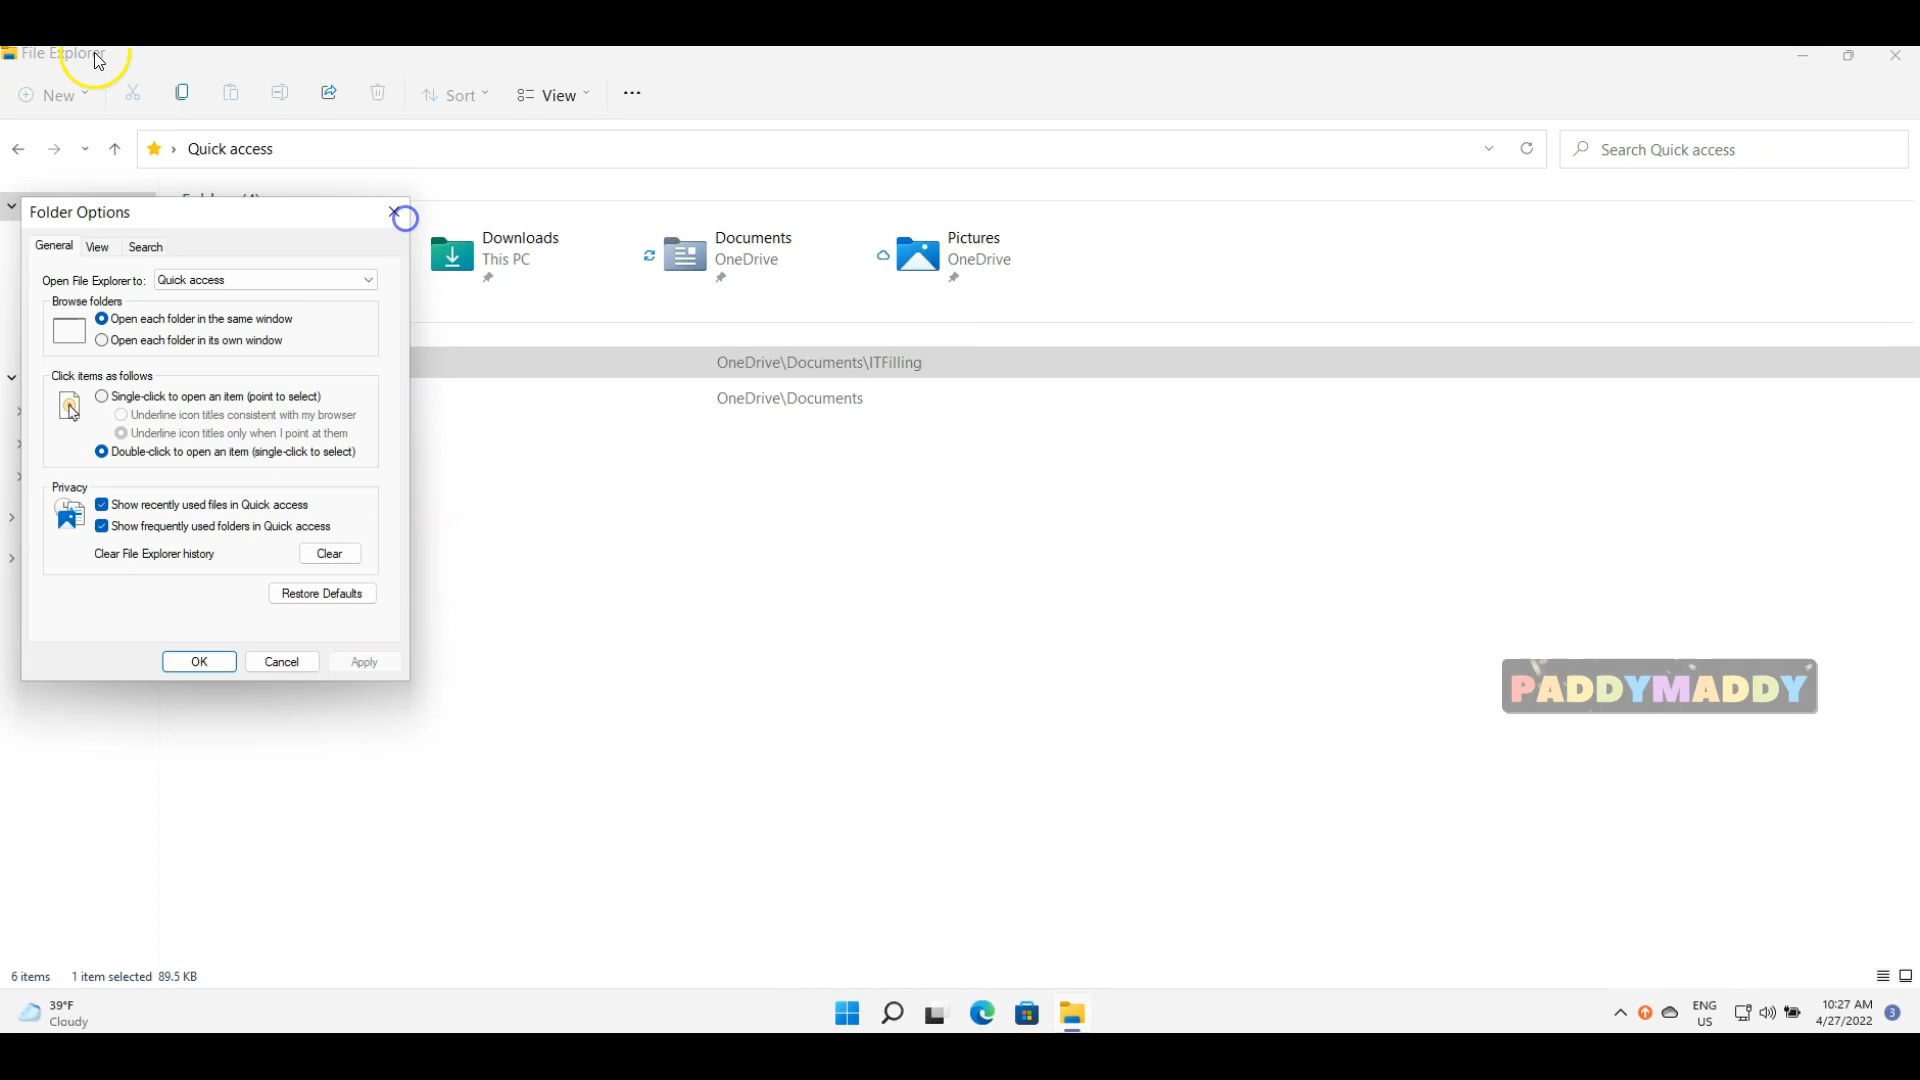 File Explorer
New
Sort
View
Quick access
Search Quick access
Folder Options
General
View
Search
Open File Explorer to:
Quick access
Browse folders
Open each folder in the same window
Open each folder in its own window
Click items as follows
Single-click to open an item (point to select)
Underline icon titles consistent with my browser
Underline icon titles only when I point at them
Double-click to open an item (single-click to select)
Privacy
Show recently used files in Quick access
Show frequently used folders in Quick access
Clear File Explorer history
Clear
Restore Defaults
OK
Cancel
Apply
Downloads
This PC
Documents
OneDrive
Pictures
OneDrive
OneDrive\Documents\ITFilling
OneDrive\Documents
PADDYMADDY
6 items
1 item selected 89.5 KB
39°F
Cloudy
ENG
US
10:27 AM
4/27/2022
3